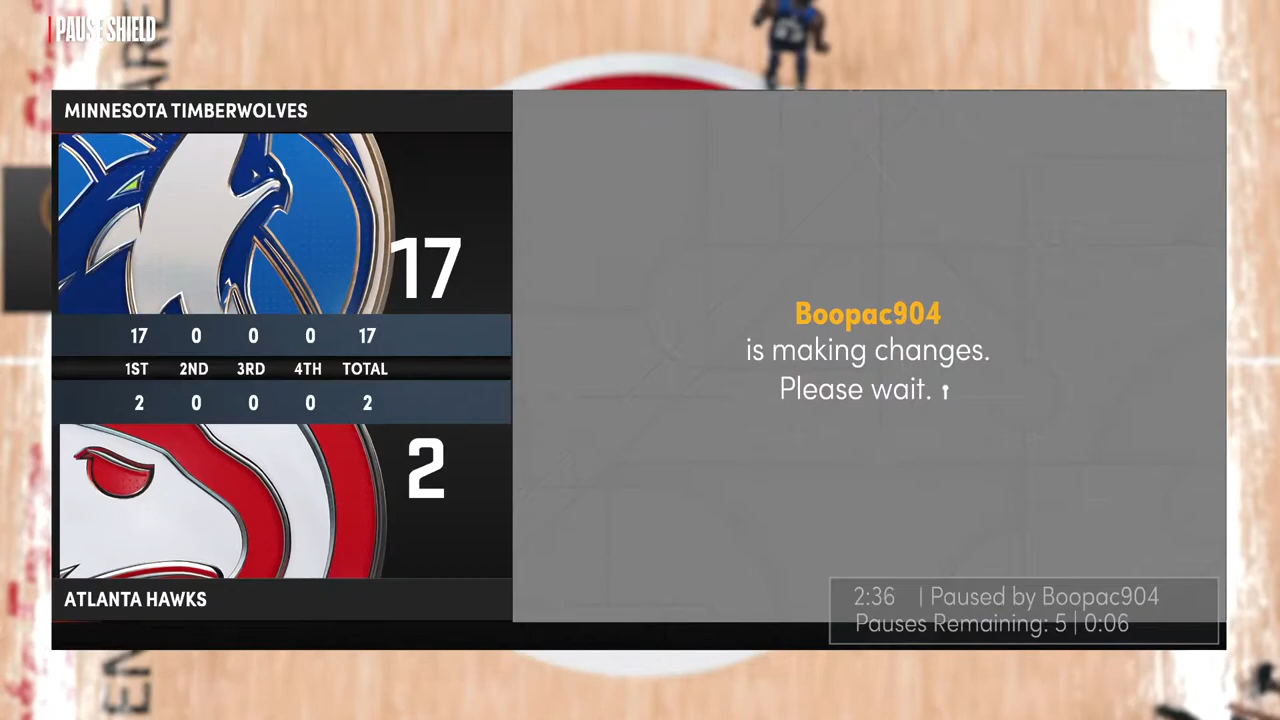 PAUSE SHIELD
MINNESOTA TIMBERWOLVES
17
17 0 0 0 17
1ST 2ND 3RD 4TH TOTAL
2 0 0 0 2
2
ATLANTA HAWKS
Boopac904
is making changes.
Please wait.
2:36 | Paused by Boopac904
Pauses Remaining: 5 | 0:06